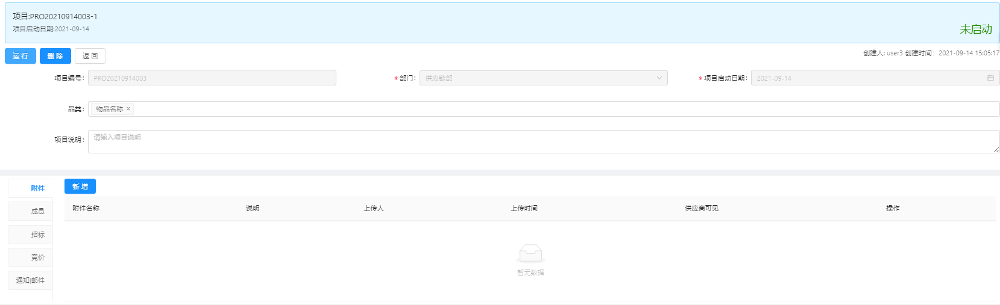 项目:PRO20210914003-1
项目启动日期:2021-09-14
未启动
运 行 删 除 返 回
创建人: user3 创建时间: 2021-09-14 15:05:17
项目编号: PRO20210914003 * 部门: 供应链部 * 项目启动日期: 2021-09-14
品类: 物品名称 ×
项目说明: 请输入项目说明
附件
成员
招标
竞价
通知|邮件
新 增
附件名称 说明 上传人 上传时间 供应商可见 操作
暂无数据